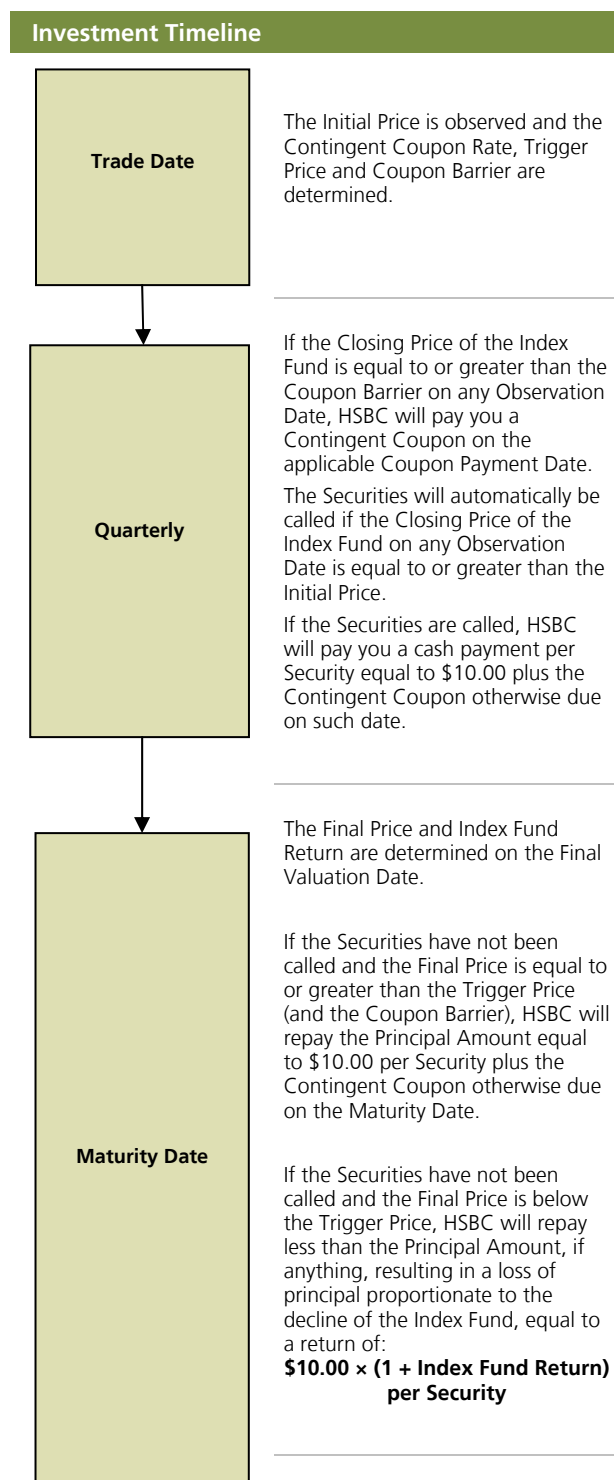 Investment Timeline
Trade Date
The Initial Price is observed and the
Contingent Coupon Rate, Trigger
Price and Coupon Barrier are
determined.
Quarterly
If the Closing Price of the Index
Fund is equal to or greater than the
Coupon Barrier on any Observation
Date, HSBC will pay you a
Contingent Coupon on the
applicable Coupon Payment Date.
The Securities will automatically be
called if the Closing Price of the
Index Fund on any Observation
Date is equal to or greater than the
Initial Price.
If the Securities are called, HSBC
will pay you a cash payment per
Security equal to $10.00 plus the
Contingent Coupon otherwise due
on such date.
Maturity Date
The Final Price and Index Fund
Return are determined on the Final
Valuation Date.
If the Securities have not been
called and the Final Price is equal to
or greater than the Trigger Price
(and the Coupon Barrier), HSBC will
repay the Principal Amount equal
to $10.00 per Security plus the
Contingent Coupon otherwise due
on the Maturity Date.
If the Securities have not been
called and the Final Price is below
the Trigger Price, HSBC will repay
less than the Principal Amount, if
anything, resulting in a loss of
principal proportionate to the
decline of the Index Fund, equal to
a return of:
$10.00 × (1 + Index Fund Return)
per Security